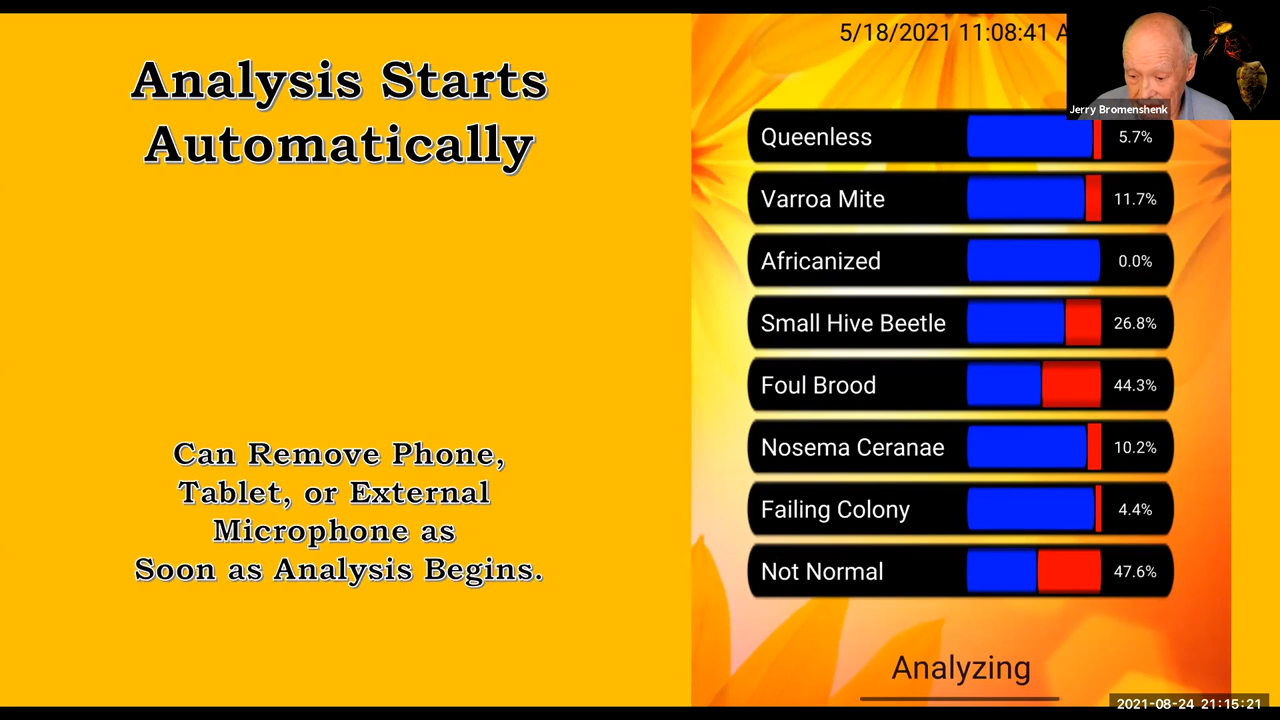 Analysis Starts
Automatically
Can Remove Phone,
Tablet, or External
Microphone as
Soon as Analysis Begins.
5/18/2021 11:08:41 A
Jerry Bromenshenk
Queenless 5.7%
Varroa Mite 11.7%
Africanized 0.0%
Small Hive Beetle 26.8%
Foul Brood 44.3%
Nosema Ceranae 10.2%
Failing Colony 4.4%
Not Normal 47.6%
Analyzing
2021-08-24 21:15:21